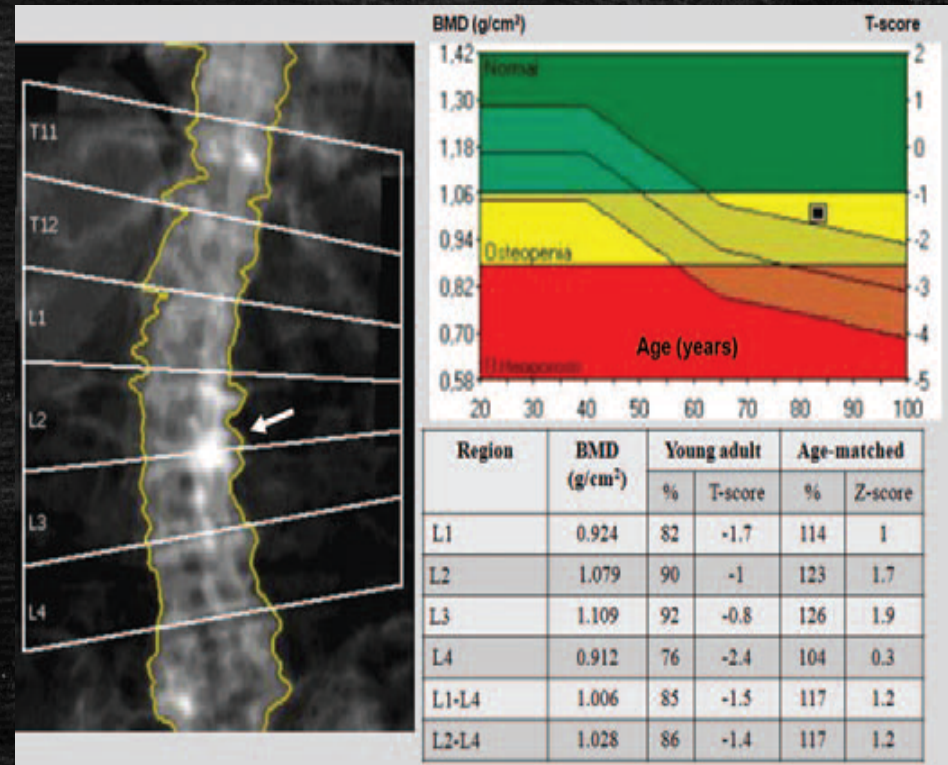 BMD (g/cm²) T-score
1,42 2
Normal
1,30 1
1,18 0
1,06 -1
0,94 -2
Osteopenia
0,82 -3
0,70 -4
Age (years)
0,58 -5
20 30 40 50 60 70 80 90 100
T11
T12
L1
L2
L3
L4
Region BMD (g/cm²) Young adult Age-matched
% T-score % Z-score
L1 0.924 82 -1.7 114 1
L2 1.079 90 -1 123 1.7
L3 1.109 92 -0.8 126 1.9
L4 0.912 76 -2.4 104 0.3
L1-L4 1.006 85 -1.5 117 1.2
L2-L4 1.028 86 -1.4 117 1.2